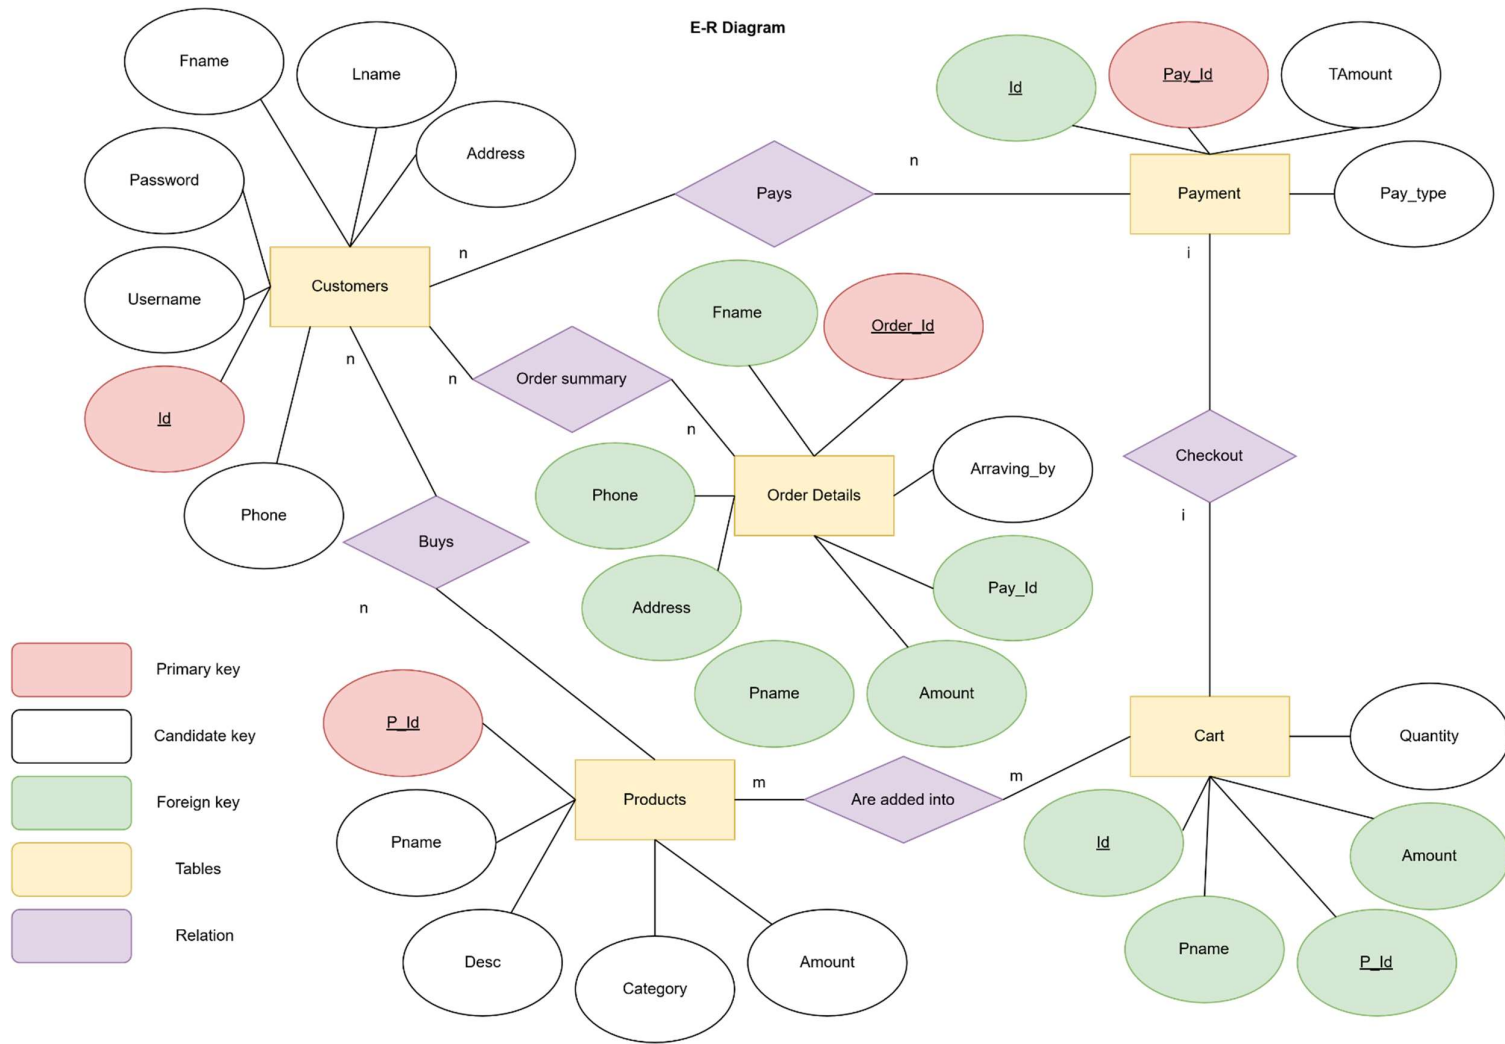 E-R Diagram
Fname
Lname
Address
Password
Username
Id
Phone
Customers
n
n
n
Pays
n
Id
Pay_Id
TAmount
Payment
Pay_type
i
Order summary
n
Fname
Order_Id
Phone
Order Details
Arraving_by
Address
Pay_Id
Pname
Amount
Checkout
i
Buys
n
Primary key
Candidate key
Foreign key
Tables
Relation
P_Id
Pname
Products
Desc
Category
Amount
m
Are added into
m
Cart
Quantity
Id
Amount
Pname
P_Id